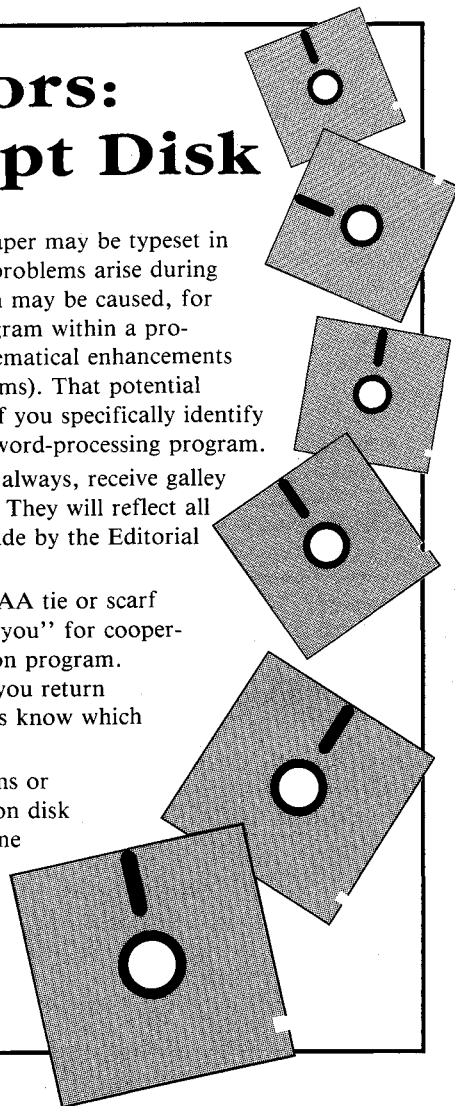 ors:
pt Disk
aper may be typeset in
problems arise during
may be caused, for
gram within a pro-
ematical enhancements
ms). That potential
f you specifically identify
word-processing program.
always, receive galley
They will reflect all
de by the Editorial
AA tie or scarf
you” for cooper-
on program.
you return
s know which
ns or
on disk
ne